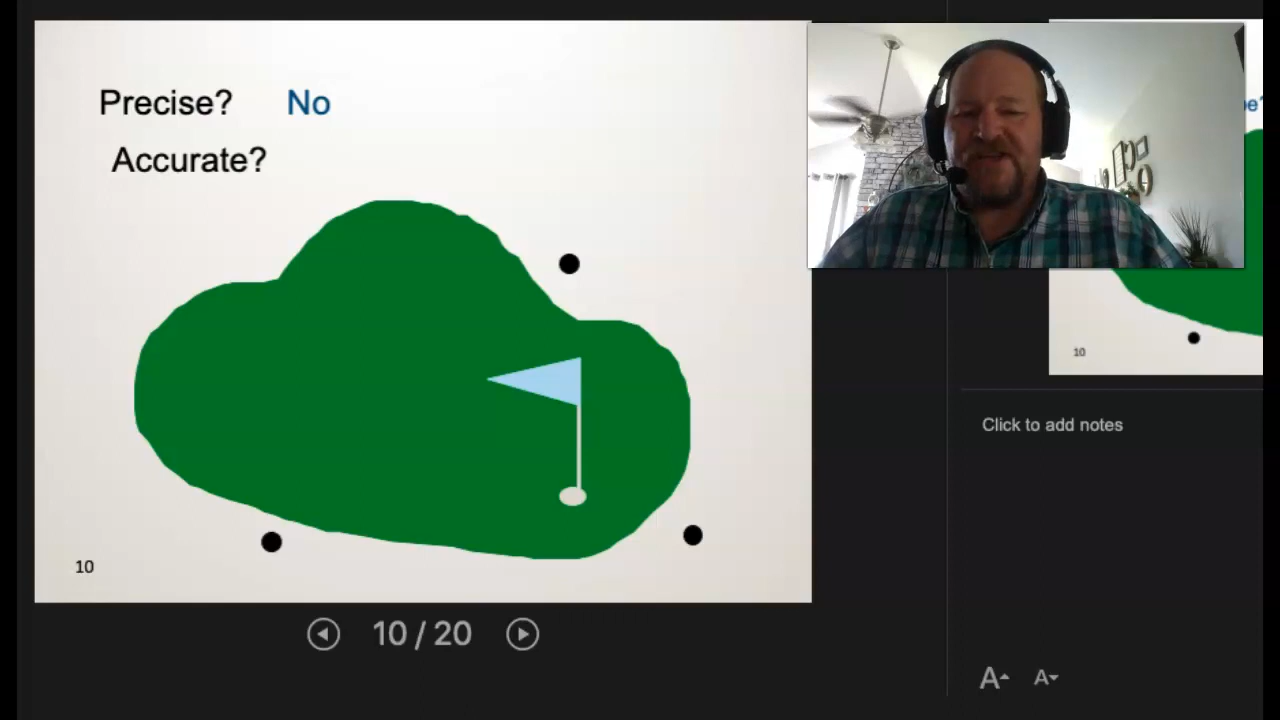 Precise? No
Accurate?
10
10 / 20
10
Click to add notes
A
A